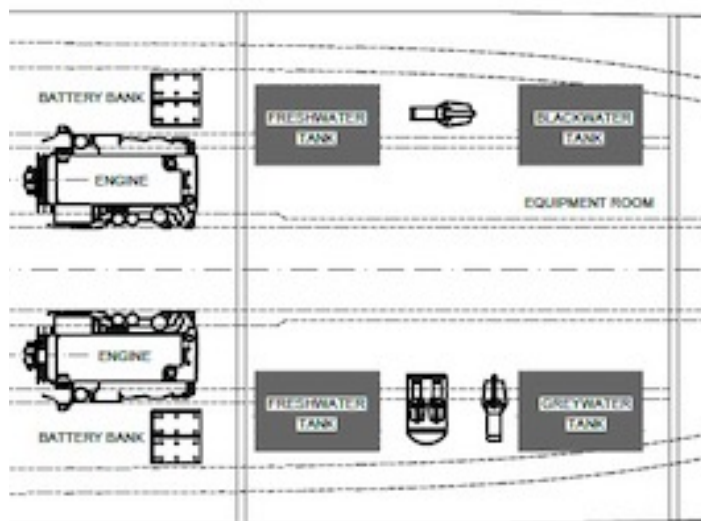 BATTERY BANK
FRESHWATER
TANK
BLACKWATER
TANK
ENGINE
EQUIPMENT ROOM
ENGINE
FRESHWATER
TANK
GREYWATER
TANK
BATTERY BANK